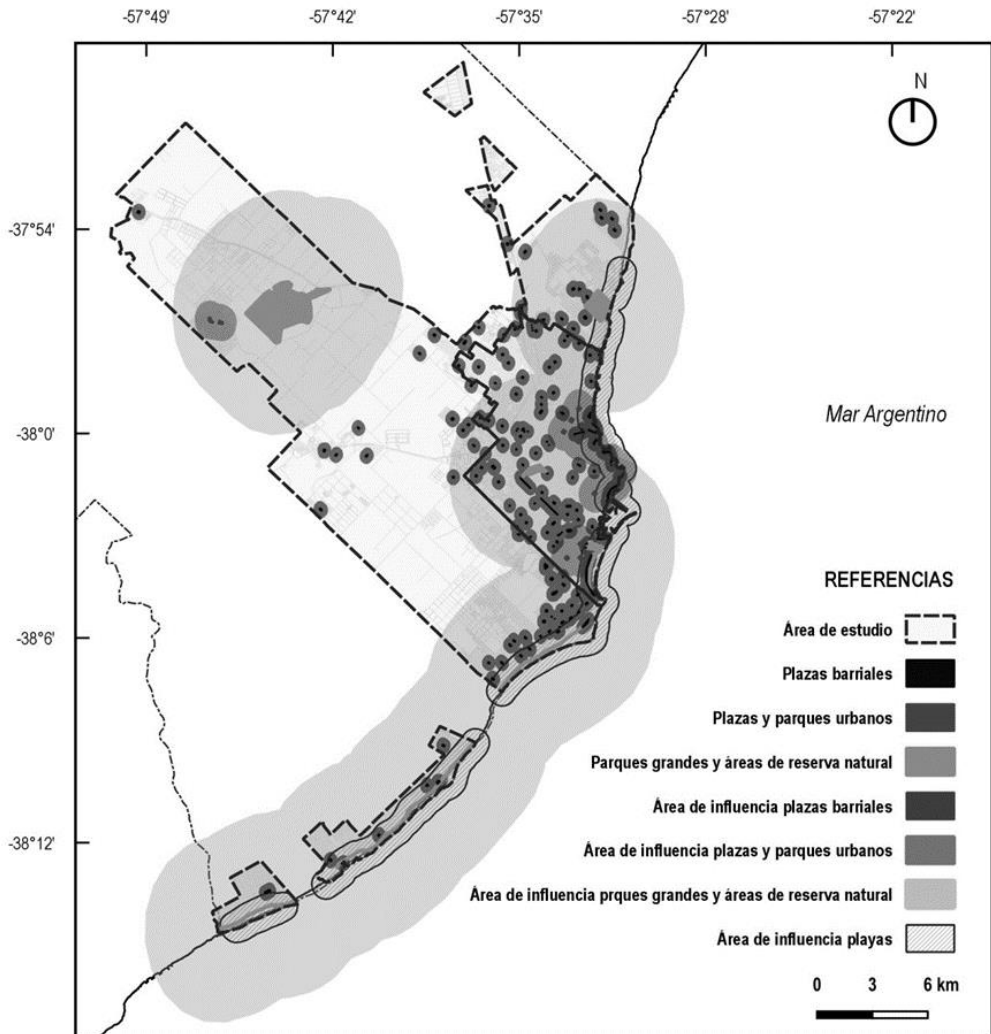 -57°49' -57°42' -57°35' -57°28' -57°22'
N
-37°54'
-38°0'
Mar Argentino
-38°6'
-38°12'
REFERENCIAS
Área de estudio
Plazas barriales
Plazas y parques urbanos
Parques grandes y áreas de reserva natural
Área de influencia plazas barriales
Área de influencia plazas y parques urbanos
Área de influencia prques grandes y áreas de reserva natural
Área de influencia playas
0 3 6 km